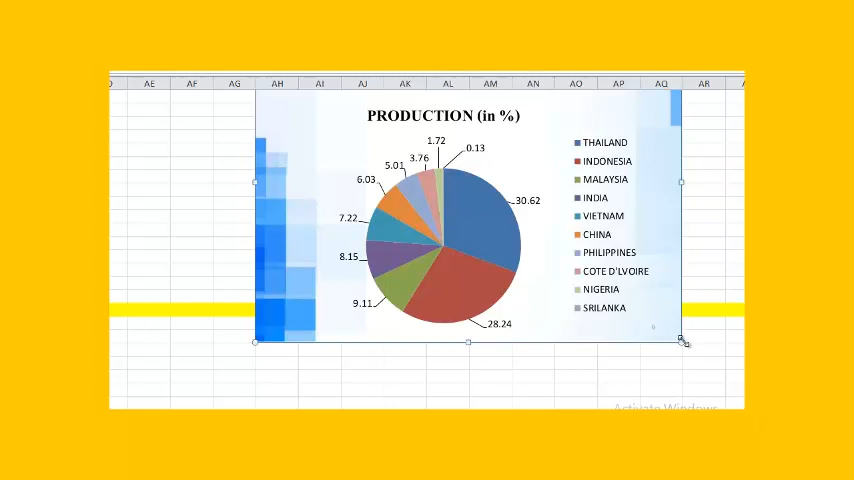 AE AF AG AH AI AJ AK AL AM AN AO AP AQ AR
PRODUCTION (in %)
1.72
0.13
3.76
5.01
6.03
30.62
7.22
8.15
9.11
28.24
THAILAND
INDONESIA
MALAYSIA
INDIA
VIETNAM
CHINA
PHILIPPINES
COTE D'LVOIRE
NIGERIA
SRILANKA
Activate Windows